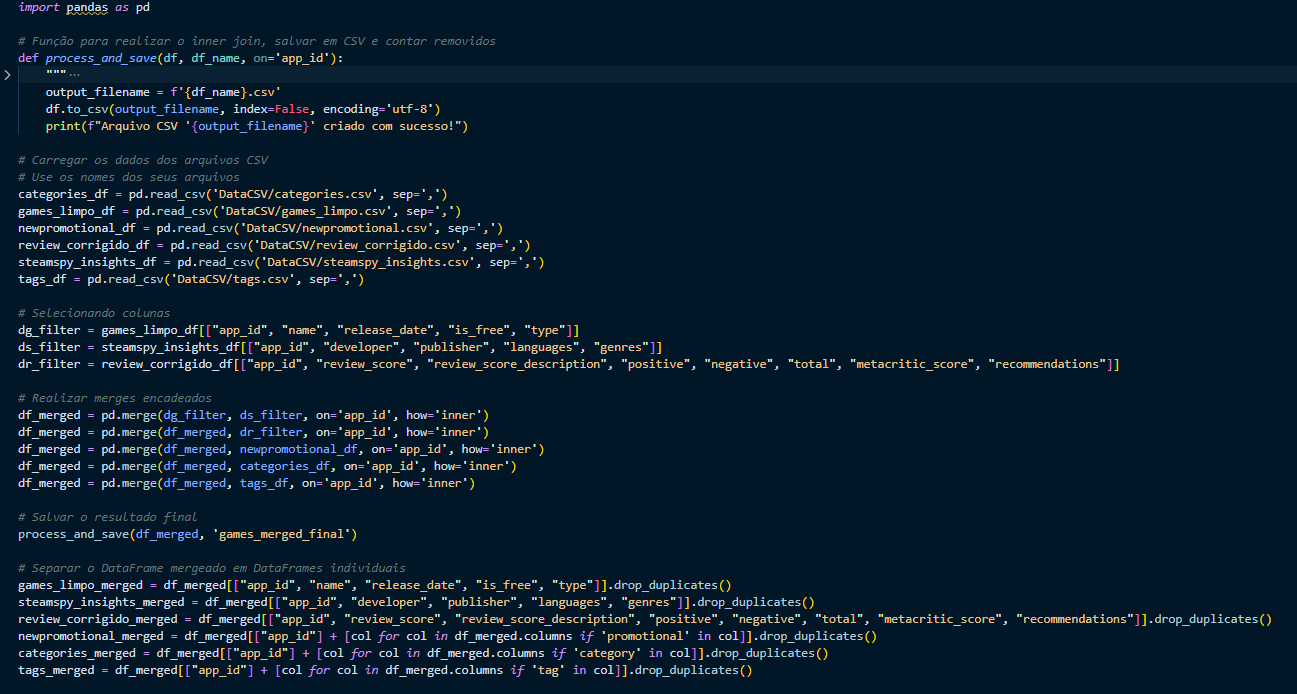 import pandas as pd
# Função para realizar o inner join, salvar em CSV e contar removidos
def process_and_save(df, df_name, on='app_id'):
"""...
output_filename = f'{df_name}.csv'
df.to_csv(output_filename, index=False, encoding='utf-8')
print(f"Arquivo CSV '{output_filename}' criado com sucesso!")
# Carregar os dados dos arquivos CSV
# Use os nomes dos seus arquivos
categories_df = pd.read_csv('DataCSV/categories.csv', sep=',')
games_limpo_df = pd.read_csv('DataCSV/games_limpo.csv', sep=',')
newpromotional_df = pd.read_csv('DataCSV/newpromotional.csv', sep=',')
review_corrigido_df = pd.read_csv('DataCSV/review_corrigido.csv', sep=',')
steamspy_insights_df = pd.read_csv('DataCSV/steamspy_insights.csv', sep=',')
tags_df = pd.read_csv('DataCSV/tags.csv', sep=',')
# Selecionando colunas
dg_filter = games_limpo_df[["app_id", "name", "release_date", "is_free", "type"]]
ds_filter = steamspy_insights_df[["app_id", "developer", "publisher", "languages", "genres"]]
dr_filter = review_corrigido_df[["app_id", "review_score", "review_score_description", "positive", "negative", "total", "metacritic_score", "recommendations"]]
# Realizar merges encadeados
df_merged = pd.merge(dg_filter, ds_filter, on='app_id', how='inner')
df_merged = pd.merge(df_merged, dr_filter, on='app_id', how='inner')
df_merged = pd.merge(df_merged, newpromotional_df, on='app_id', how='inner')
df_merged = pd.merge(df_merged, categories_df, on='app_id', how='inner')
df_merged = pd.merge(df_merged, tags_df, on='app_id', how='inner')
# Salvar o resultado final
process_and_save(df_merged, 'games_merged_final')
# Separar o DataFrame mergeado em DataFrames individuais
games_limpo_merged = df_merged[["app_id", "name", "release_date", "is_free", "type"]].drop_duplicates()
steamspy_insights_merged = df_merged[["app_id", "developer", "publisher", "languages", "genres"]].drop_duplicates()
review_corrigido_merged = df_merged[["app_id", "review_score", "review_score_description", "positive", "negative", "total", "metacritic_score", "recommendations"]].drop_duplicates()
newpromotional_merged = df_merged[["app_id"] + [col for col in df_merged.columns if 'promotional' in col]].drop_duplicates()
categories_merged = df_merged[["app_id"] + [col for col in df_merged.columns if 'category' in col]].drop_duplicates()
tags_merged = df_merged[["app_id"] + [col for col in df_merged.columns if 'tag' in col]].drop_duplicates()